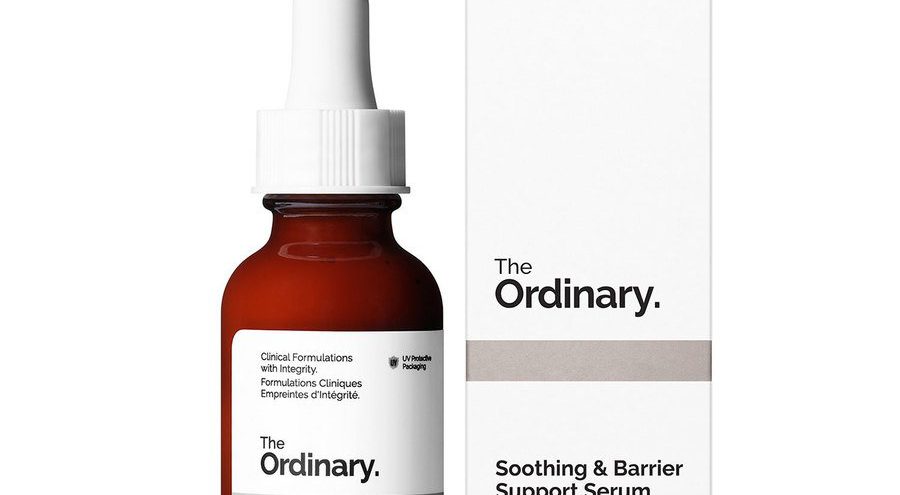 Clinical Formulations
with Integrity.
Formulations Cliniques
Empreintes d'Intégrité.
UV
UV Protective
Packaging
The
Ordinary.
The
Ordinary.
Soothing & Barrier
Support Serum